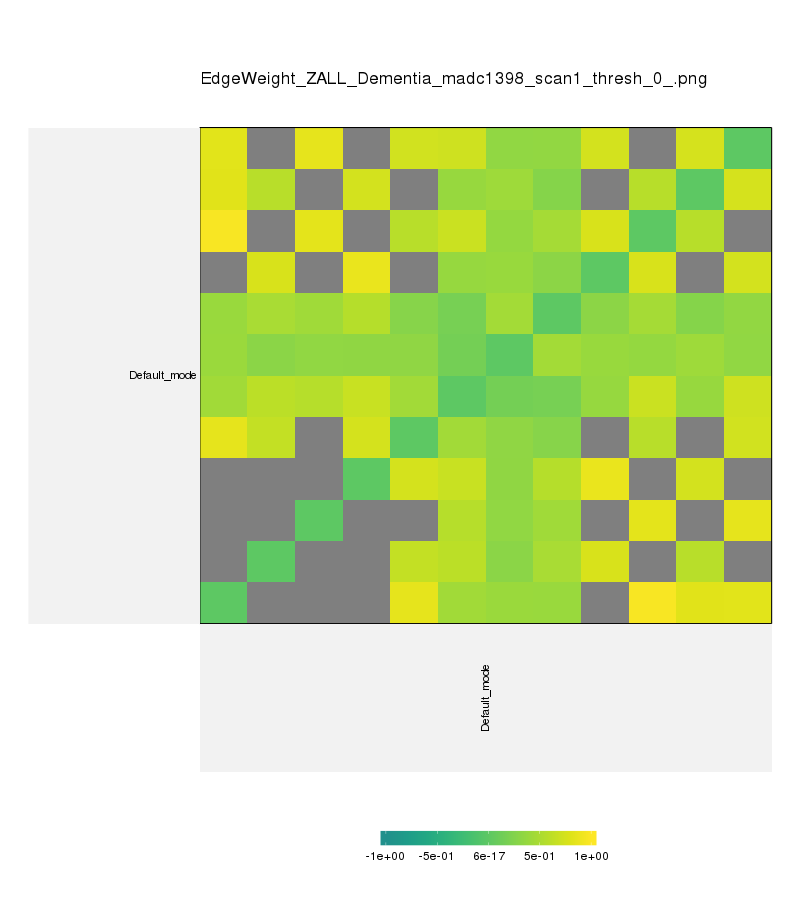 EdgeWeight_ZALL_Dementia_madc1398_scan1_thresh_0_.png
Default_mode
Default_mode
-1e+00 -5e-01 6e-17 5e-01 1e+00